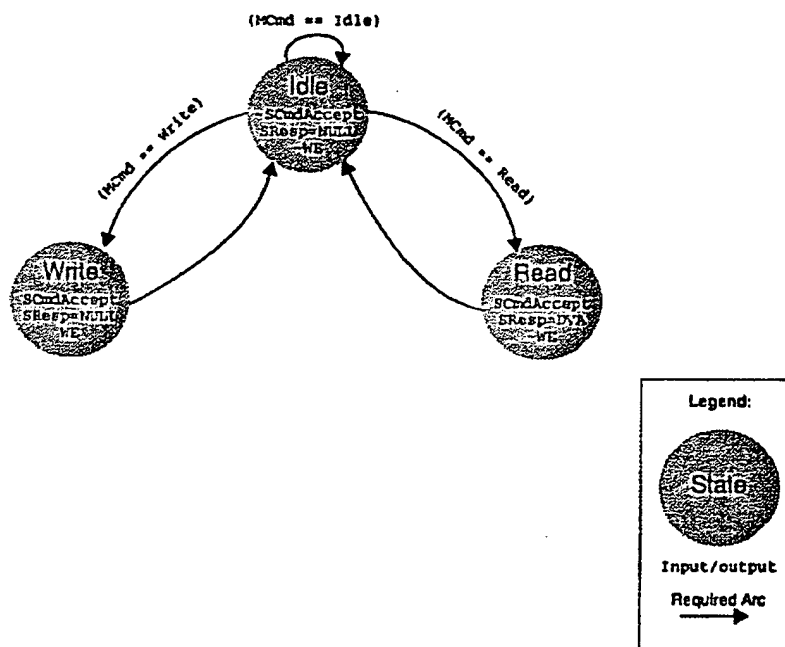 (MCmd == Idle)
Idle
~SCmdAccept
SResp=NULL
~WE
(MCmd == Write)
(MCmd == Read)
Write
SCmdAccept
SResp=NULL
WE
Read
SCmdAccept
SResp=DVA
~WE
Legend:
State
Input/output
Required Arc